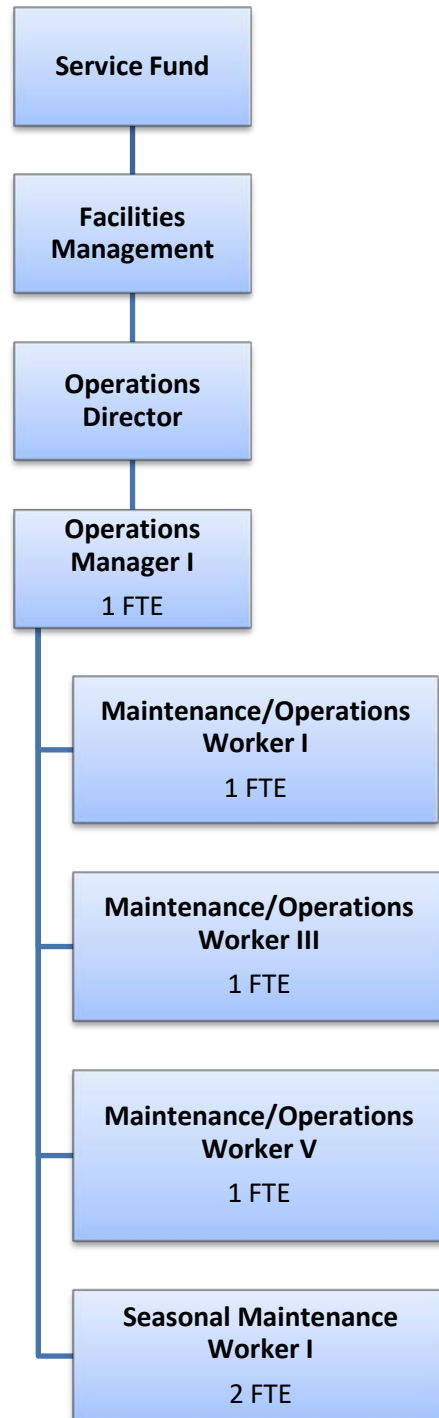 Service Fund
Facilities
Management
Operations
Director
Operations
Manager I
1 FTE
Maintenance/Operations
Worker I
1 FTE
Maintenance/Operations
Worker III
1 FTE
Maintenance/Operations
Worker V
1 FTE
Seasonal Maintenance
Worker I
2 FTE